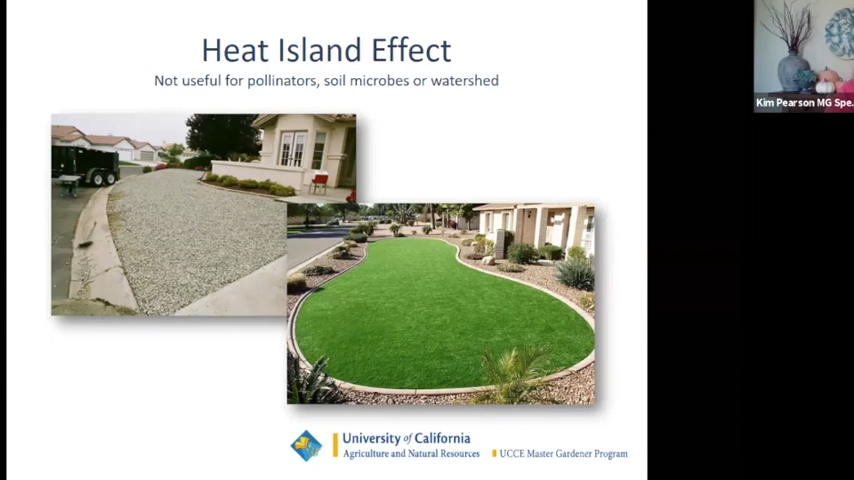 Heat Island Effect
Not useful for pollinators, soil microbes or watershed
Kim Pearson MG Spe...
University of California
Agriculture and Natural Resources
UCCE Master Gardener Program